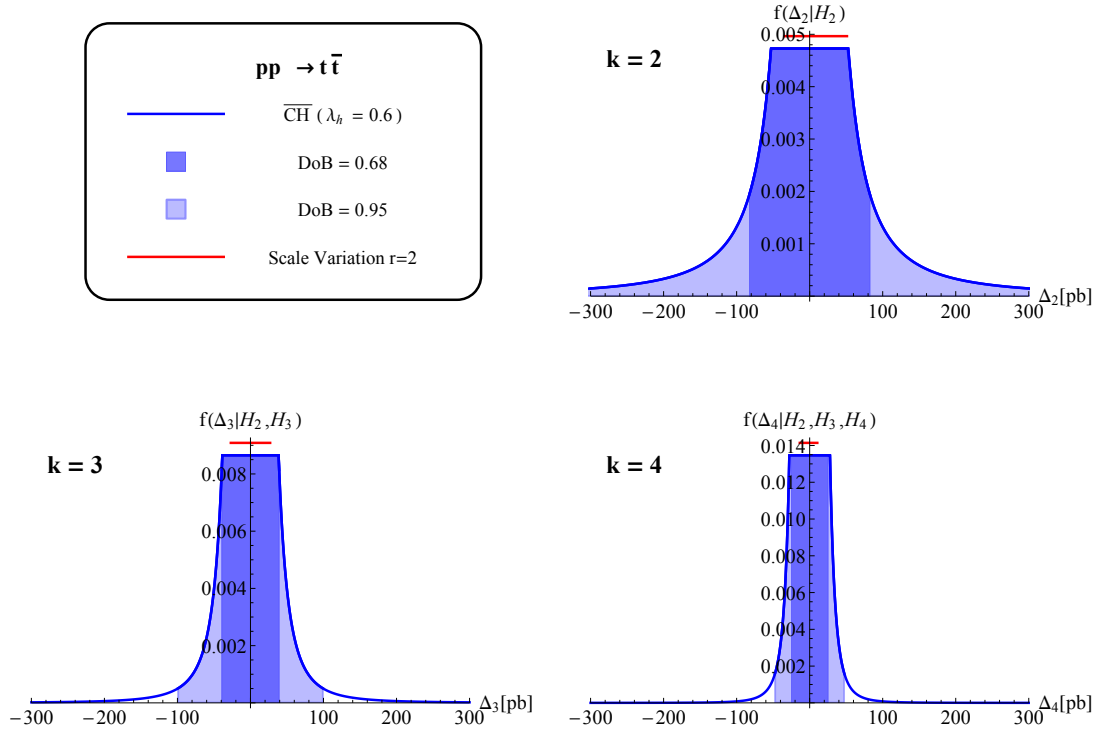 pp → t t̅
C̅H̅ ( λₕ = 0.6 )
DoB = 0.68
DoB = 0.95
Scale Variation r=2
f(Δ₂|H₂)
k = 2
0.005
0.004
0.003
0.002
0.001
−300 −200 −100 100 200 300
Δ₂[pb]
f(Δ₃|H₂,H₃)
k = 3
0.008
0.006
0.004
0.002
−300 −200 −100 100 200 300
Δ₃[pb]
f(Δ₄|H₂,H₃,H₄)
k = 4
0.014
0.012
0.010
0.008
0.006
0.004
0.002
−300 −200 −100 100 200 300
Δ₄[pb]